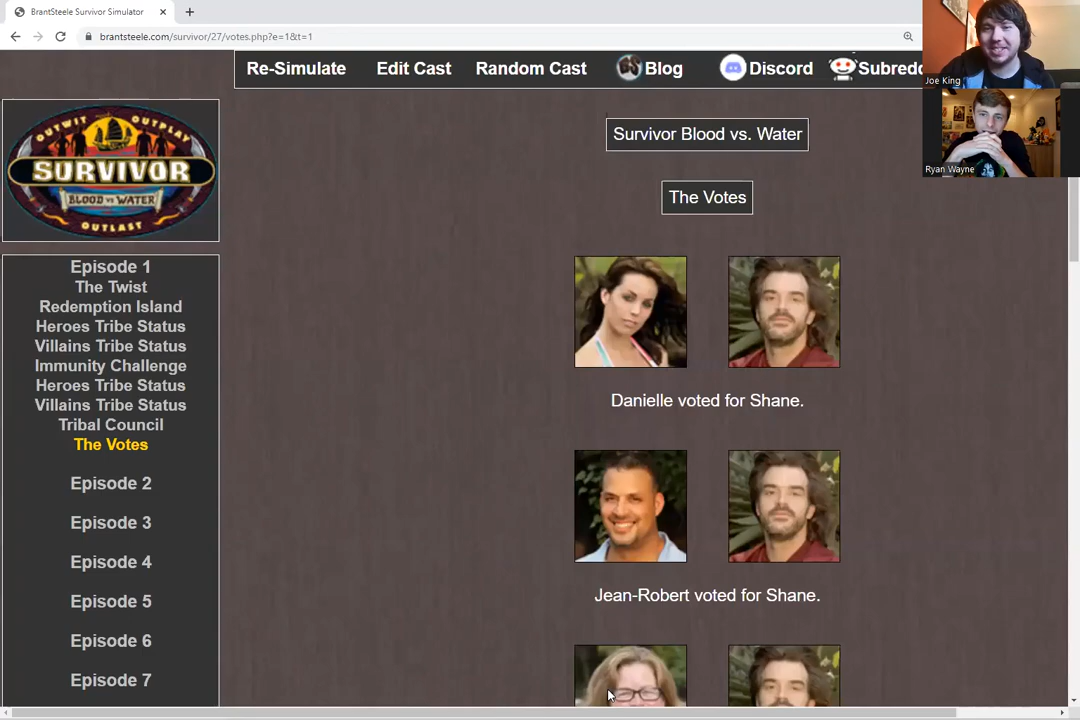 BrantSteele Survivor Simulator
brantsteele.com/survivor/27/votes.php?e=1&t=1
Re-Simulate Edit Cast Random Cast Blog Discord Subredd
Joe King
Ryan Wayne
OUTWIT OUTPLAY
SURVIVOR
BLOOD VS WATER
OUTLAST
Survivor Blood vs. Water
The Votes
Episode 1
The Twist
Redemption Island
Heroes Tribe Status
Villains Tribe Status
Immunity Challenge
Heroes Tribe Status
Villains Tribe Status
Tribal Council
The Votes
Episode 2
Episode 3
Episode 4
Episode 5
Episode 6
Episode 7
Danielle voted for Shane.
Jean-Robert voted for Shane.